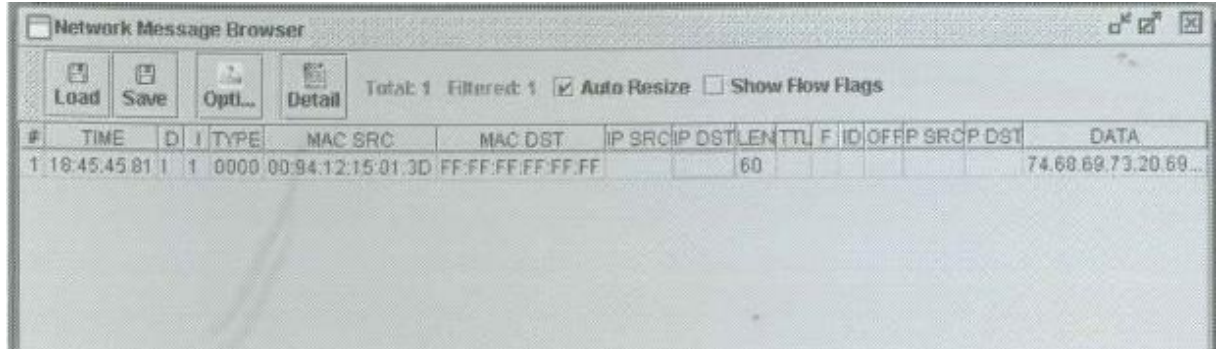 Network Message Browser
Load Save Opti... Detail Total: 1 Filtered: 1 Auto Resize Show Flow Flags
# TIME D I TYPE MAC SRC MAC DST IP SRC IP DST LEN TTL F ID OFF P SRC P DST DATA
1 18:45:45.81 I 1 0000 00:94:12:15:01:3D FF:FF:FF:FF:FF:FF 60 74.68.69.73.20.69...